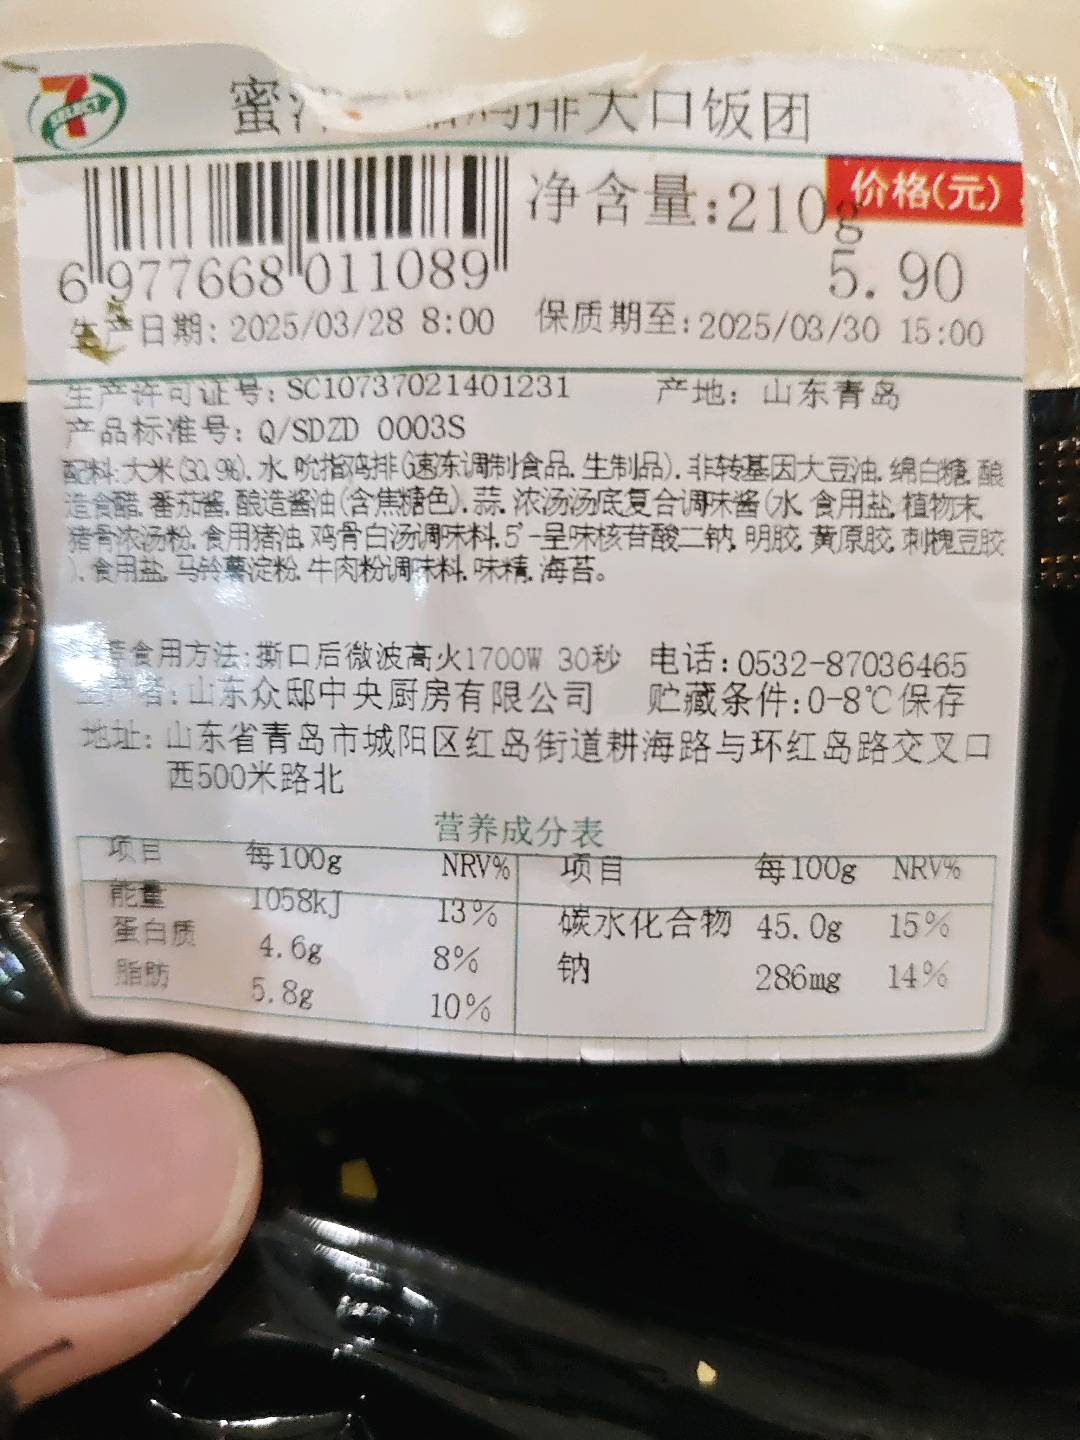 7
SELECT
蜜汁 鸡排大口饭团
净含量:210g
价格(元)
5.90
6 977668 011089
生产日期: 2025/03/28 8:00
保质期至: 2025/03/30 15:00
生产许可证号: SC10737021401231
产地: 山东青岛
产品标准号: Q/SDZD 0003S
配料: 大米(30.9%). 水. 吮指鸡排(速冻调制食品. 生制品). 非转基因大豆油. 绵白糖. 酿
造食醋. 番茄酱. 酿造酱油(含焦糖色). 蒜. 浓汤汤底复合调味酱(水. 食用盐. 植物末.
猪骨浓汤粉. 食用猪油. 鸡骨白汤调味料. 5'-呈味核苷酸二钠. 明胶. 黄原胶. 刺槐豆胶
). 食用盐. 马铃薯淀粉. 牛肉粉调味料. 味精. 海苔。
荐食用方法: 撕口后微波高火1700W 30秒
电话: 0532-87036465
生产者: 山东众邸中央厨房有限公司
贮藏条件: 0-8℃保存
地址: 山东省青岛市城阳区红岛街道耕海路与环红岛路交叉口
西500米路北
营养成分表
项目 每100g NRV% 项目 每100g NRV%
能量 1058kJ 13% 碳水化合物 45.0g 15%
蛋白质 4.6g 8% 钠 286mg 14%
脂肪 5.8g 10%